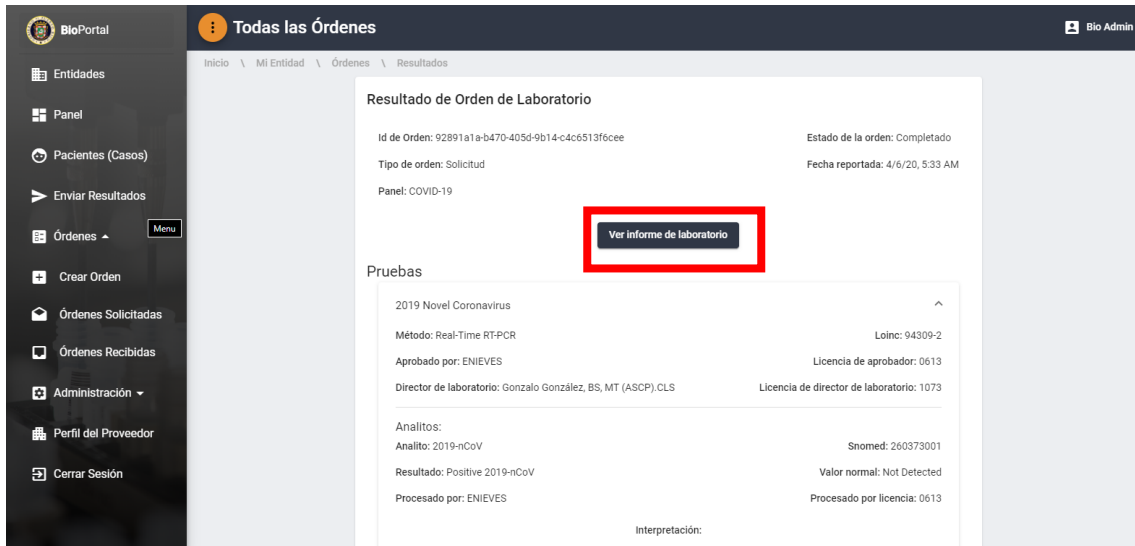 BioPortal
Todas las Órdenes
Bio Admin
Inicio \ Mi Entidad \ Órdenes \ Resultados
Entidades
Panel
Pacientes (Casos)
Enviar Resultados
Órdenes
Menu
Crear Orden
Órdenes Solicitadas
Órdenes Recibidas
Administración
Perfil del Proveedor
Cerrar Sesión
Resultado de Orden de Laboratorio
Id de Orden: 92891a1a-b470-405d-9b14-c4c6513f6cee
Estado de la orden: Completado
Tipo de orden: Solicitud
Fecha reportada: 4/6/20, 5:33 AM
Panel: COVID-19
Ver informe de laboratorio
Pruebas
2019 Novel Coronavirus
Método: Real-Time RT-PCR
Loinc: 94309-2
Aprobado por: ENIEVES
Licencia de aprobador: 0613
Director de laboratorio: Gonzalo González, BS, MT (ASCP).CLS
Licencia de director de laboratorio: 1073
Analitos:
Analito: 2019-nCoV
Snomed: 260373001
Resultado: Positive 2019-nCoV
Valor normal: Not Detected
Procesado por: ENIEVES
Procesado por licencia: 0613
Interpretación: